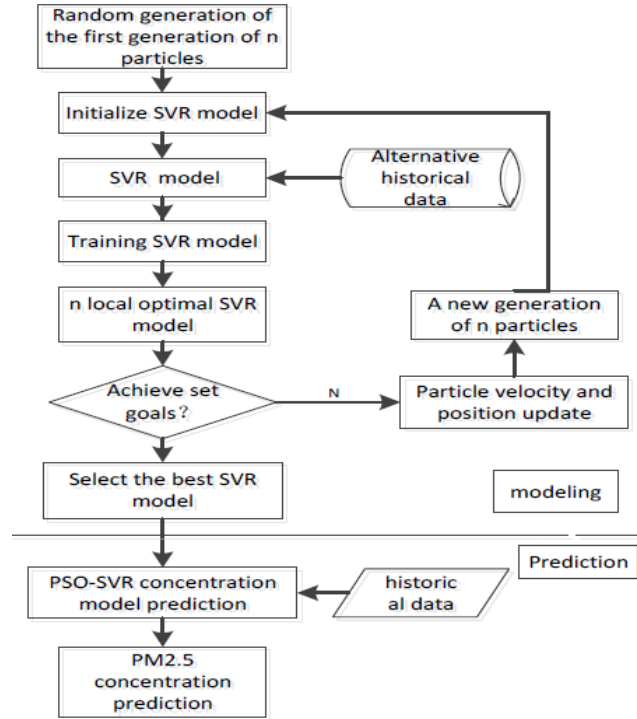 Random generation of
the first generation of n
particles
Initialize SVR model
SVR model
Alternative
historical
data
Training SVR model
n local optimal SVR
model
A new generation
of n particles
Achieve set
goals？
N
Particle velocity and
position update
Select the best SVR
model
modeling
Prediction
PSO-SVR concentration
model prediction
historic
al data
PM2.5
concentration
prediction